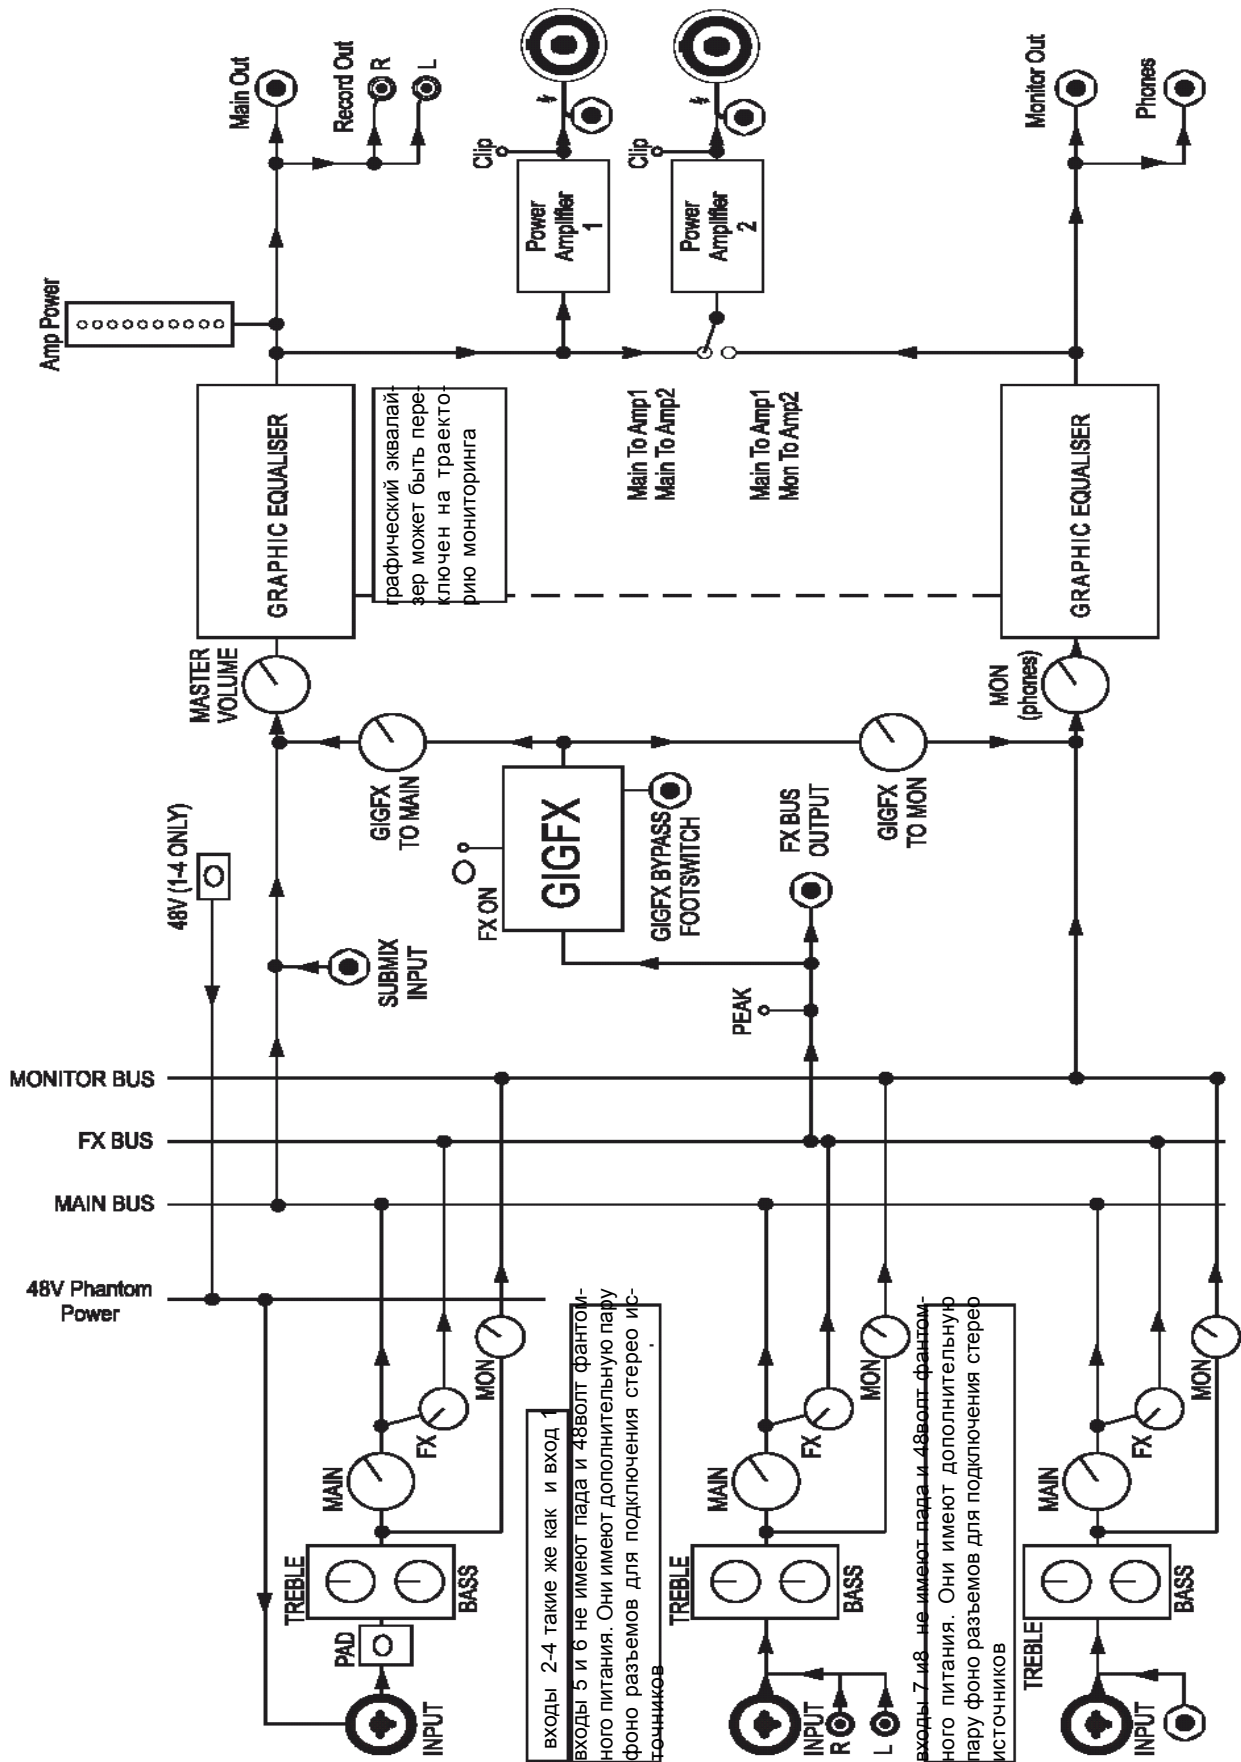 Main Out
Record Out
R
L
Clip
Clip
Monitor Out
Phones
Amp Power
Power
Amplifier
1
Power
Amplifier
2
GRAPHIC EQUALISER
графический эквалай-
зер может быть пере-
ключен на траекто-
рию мониторинга
Main To Amp1
Main To Amp2
Main To Amp1
Mon To Amp2
GRAPHIC EQUALISER
MASTER
VOLUME
MON
(phones)
48V (1-4 ONLY)
GIGFX
TO MAIN
FX ON
GIGFX
GIGFX BYPASS
FOOTSWITCH
FX BUS
OUTPUT
GIGFX
TO MON
SUBMIX
INPUT
PEAK
MONITOR BUS
FX BUS
MAIN BUS
48V Phantom
Power
MAIN
FX
MON
TREBLE
BASS
PAD
INPUT
входы 2-4 такие же как и вход 1
входы 5 и 6 не имеют пада и 48волт фантом-
ного питания. Они имеют дополнительную пару
фоно разъемов для подключения стерео ис-
точников
MAIN
FX
MON
TREBLE
BASS
INPUT
R
L
входы 7 и8 не имеют пада и 48волт фантом-
ного питания. Они имеют дополнительную
пару фоно разъемов для подключения стерео
источников
MAIN
FX
MON
TREBLE
BASS
INPUT